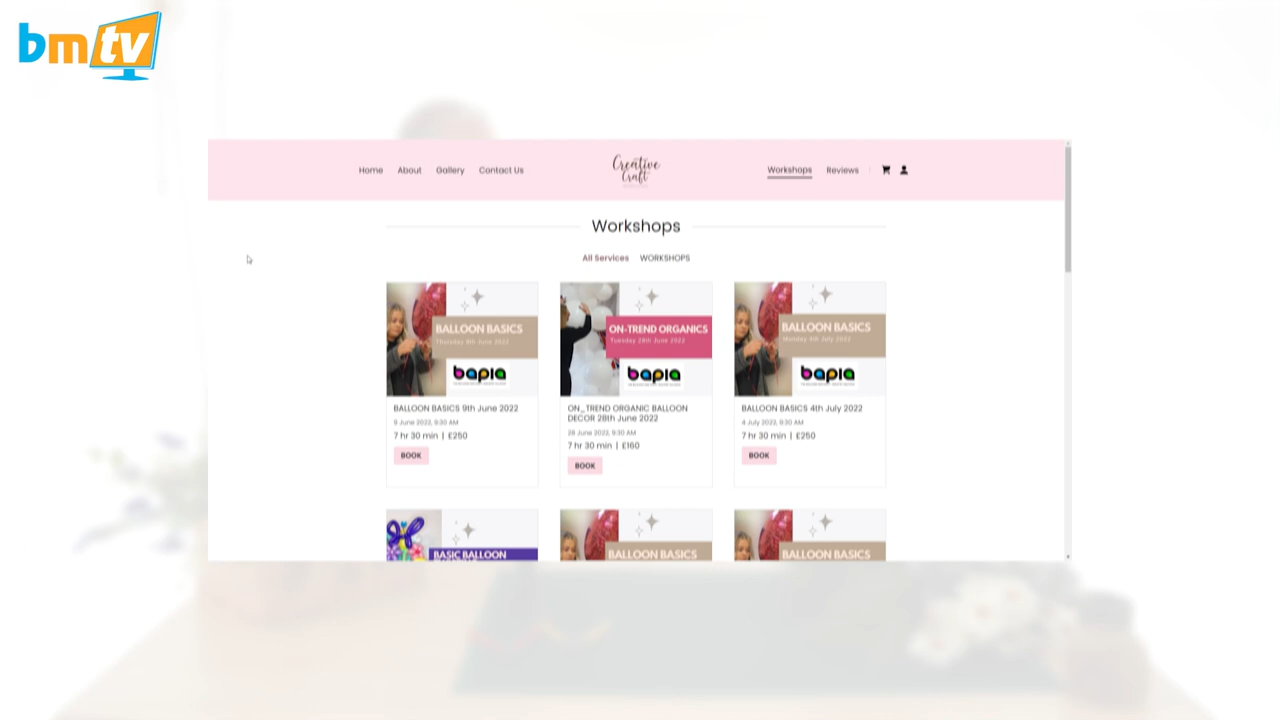 bmtv
Home About Gallery Contact Us
Creative
Craft
Workshops Reviews
Workshops
All Services WORKSHOPS
BALLOON BASICS
Thursday 9th June 2022
bapia
BALLOON BASICS 9th June 2022
9 June 2022, 9:30 AM
7 hr 30 min | £250
BOOK
ON-TREND ORGANICS
Tuesday 28th June 2022
bapia
ON_TREND ORGANIC BALLOON
DECOR 28th June 2022
28 June 2022, 9:30 AM
7 hr 30 min | £160
BOOK
BALLOON BASICS
Monday 4th July 2022
bapia
BALLOON BASICS 4th July 2022
4 July 2022, 9:30 AM
7 hr 30 min | £250
BOOK
BASIC BALLOON
BALLOON BASICS
BALLOON BASICS